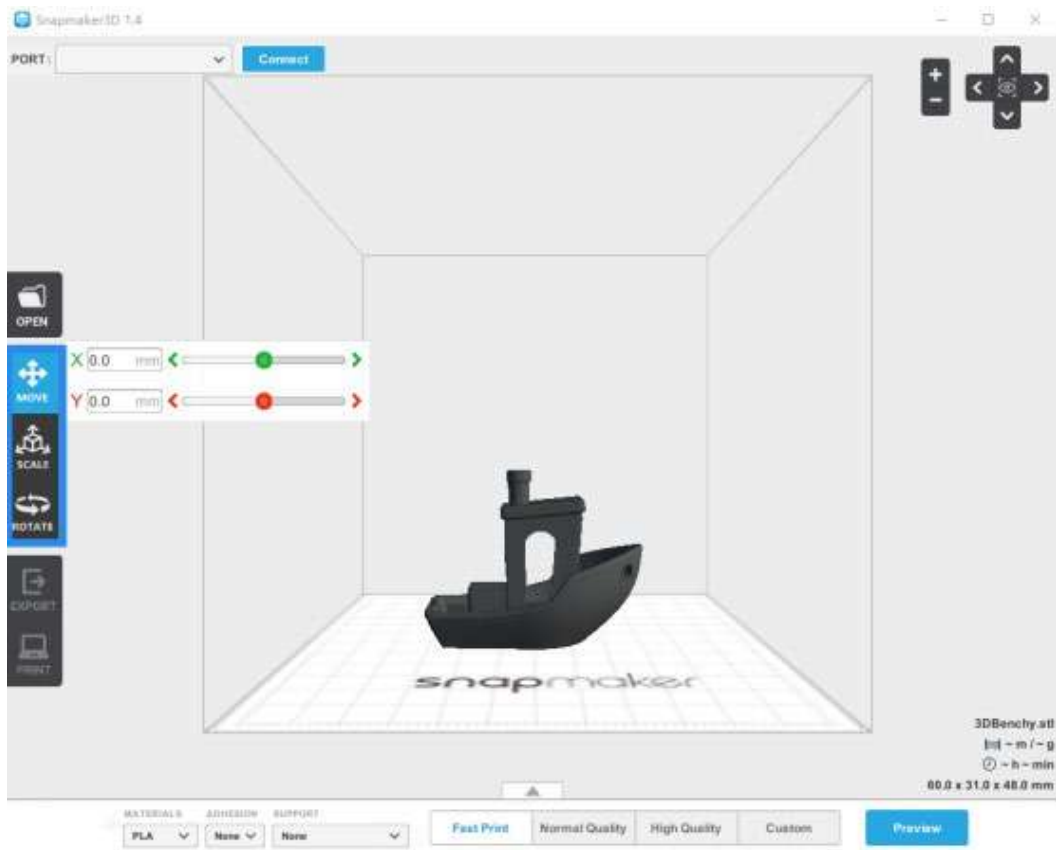 Snapmaker3D 1.4
PORT:
Connect
OPEN
X 0.0 mm
MOVE
Y 0.0 mm
SCALE
ROTATE
EXPORT
PRINT
snapmaker
3DBenchy.stl
~ m / ~ g
~ h ~ min
60.0 x 31.0 x 48.0 mm
MATERIALS ADHESION SUPPORT
PLA None None
Fast Print Normal Quality High Quality Custom
Preview